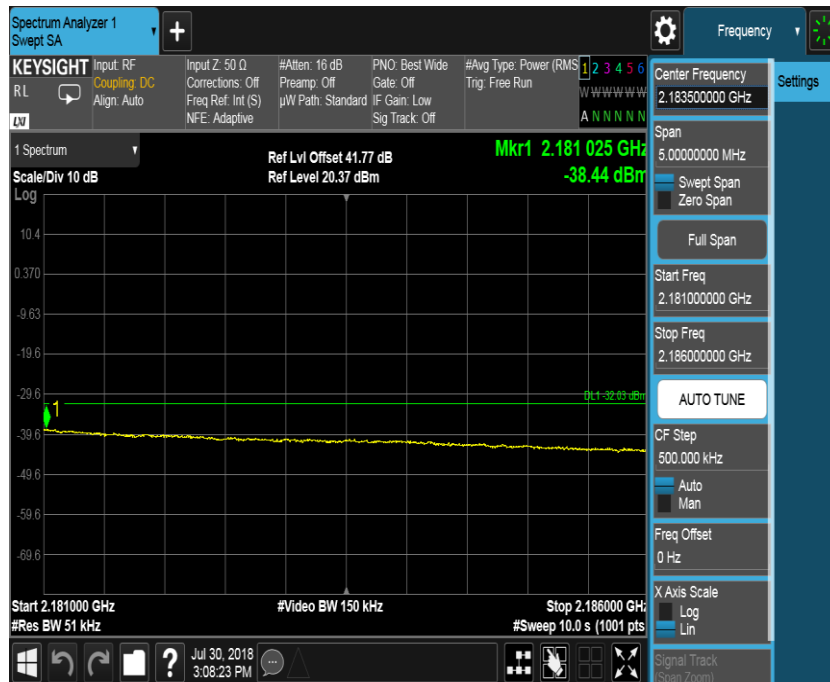 Spectrum Analyzer 1
Swept SA
+
Frequency
KEYSIGHT
RL
LXI
Input: RF
Coupling: DC
Align: Auto
Input Z: 50 Ω
Corrections: Off
Freq Ref: Int (S)
NFE: Adaptive
#Atten: 16 dB
Preamp: Off
µW Path: Standard
PNO: Best Wide
Gate: Off
IF Gain: Low
Sig Track: Off
#Avg Type: Power (RMS
Trig: Free Run
1 2 3 4 5 6
W W W W W W
A N N N N N
Center Frequency
2.183500000 GHz
Settings
1 Spectrum
Scale/Div 10 dB
Log
Ref Lvl Offset 41.77 dB
Ref Level 20.37 dBm
Mkr1 2.181 025 GHz
-38.44 dBm
10.4
0.370
-9.63
-19.6
-29.6
-39.6
-49.6
-59.6
-69.6
1
DL1 -32.03 dBm
Start 2.181000 GHz
#Res BW 51 kHz
#Video BW 150 kHz
Stop 2.186000 GHz
#Sweep 10.0 s (1001 pts
Span
5.00000000 MHz
Swept Span
Zero Span
Full Span
Start Freq
2.181000000 GHz
Stop Freq
2.186000000 GHz
AUTO TUNE
CF Step
500.000 kHz
Auto
Man
Freq Offset
0 Hz
X Axis Scale
Log
Lin
Signal Track
(Span Zoom)
?
Jul 30, 2018
3:08:23 PM